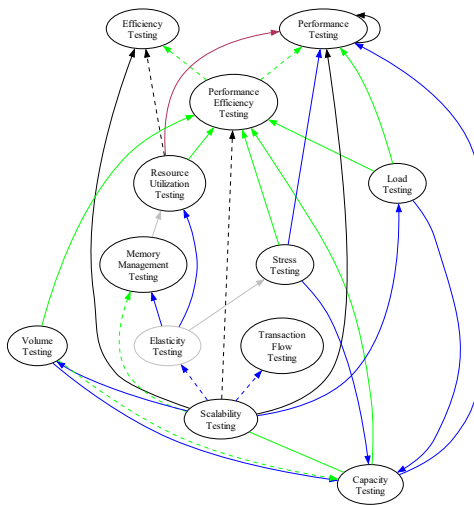 Efficiency
Testing
Performance
Testing
Performance
Efficiency
Testing
Resource
Utilization
Testing
Load
Testing
Memory
Management
Testing
Stress
Testing
Volume
Testing
Elasticity
Testing
Transaction
Flow
Testing
Scalability
Testing
Capacity
Testing